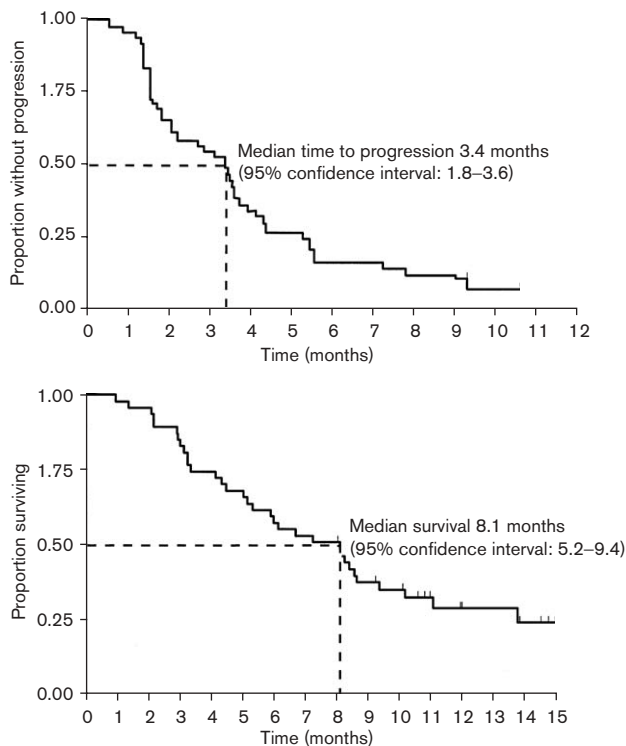 Proportion without progression
1.00
1.75
0.50
0.25
0.00
Median time to progression 3.4 months
(95% confidence interval: 1.8–3.6)
0 1 2 3 4 5 6 7 8 9 10 11 12
Time (months)
Proportion surviving
1.00
1.75
0.50
0.25
0.00
Median survival 8.1 months
(95% confidence interval: 5.2–9.4)
0 1 2 3 4 5 6 7 8 9 10 11 12 13 14 15
Time (months)